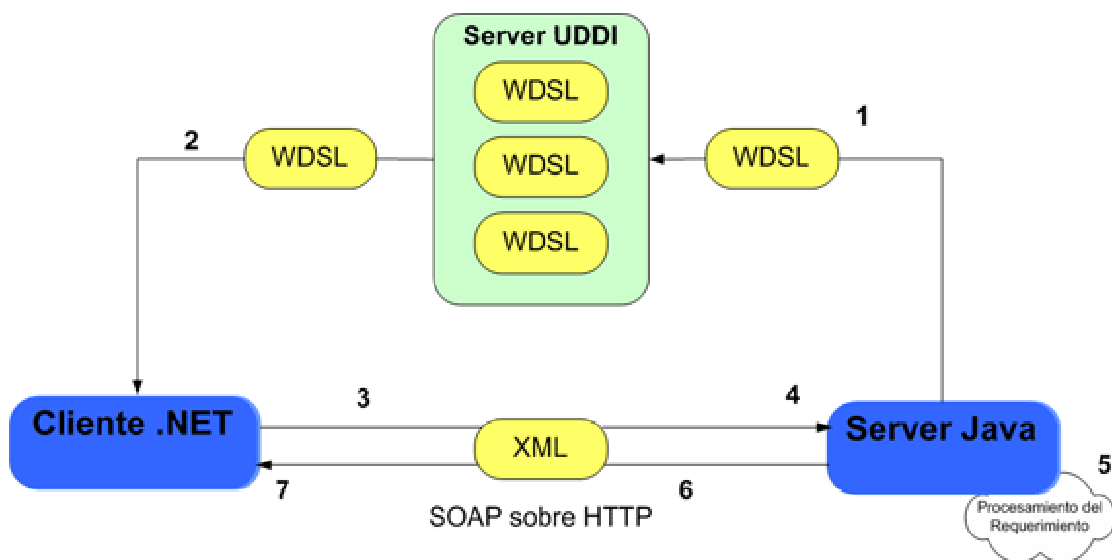 Server UDDI
WDSL
WDSL
WDSL
2
WDSL
WDSL
1
Cliente .NET
3
4
Server Java
XML
7
6
5
SOAP sobre HTTP
Procesamiento del
Requerimiento